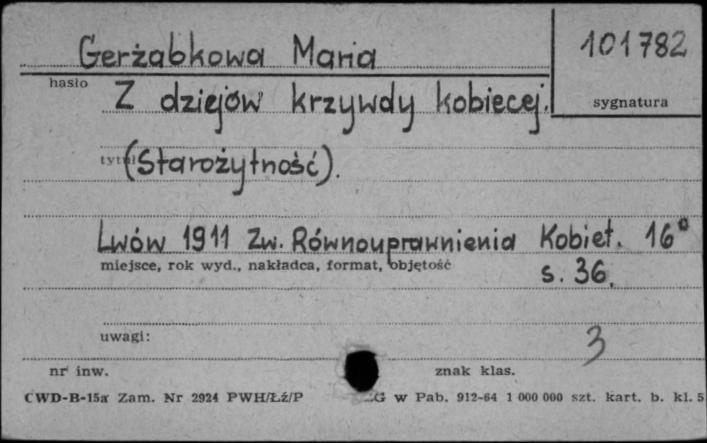 Gerżabkowa Maria
101782
hasło
sygnatura
Z dziejów krzywdy kobiecej.
tytuł
(Starożytność).
Lwów 1911 Zw. Równouprawnienia Kobiet. 16°
miejsce, rok wyd., nakładca, format, objętość
s. 36.
uwagi:
3
nr inw.
znak klas.
CWD-B-15a Zam. Nr 2924 PWH/Łź/P
G w Pab. 912-64 1 000 000 szt. kart. b. kl. 5